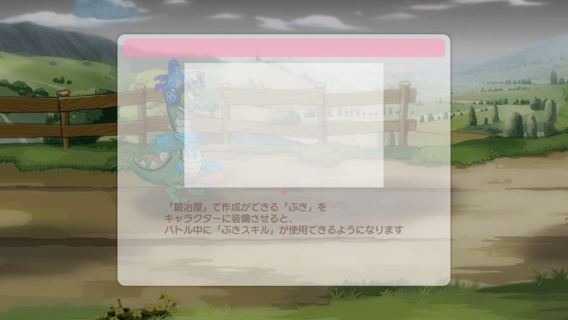 「鍛冶屋」で作成ができる「ぶき」を
キャラクターに装備させると、
バトル中に「ぶきスキル」が使用できるようになります